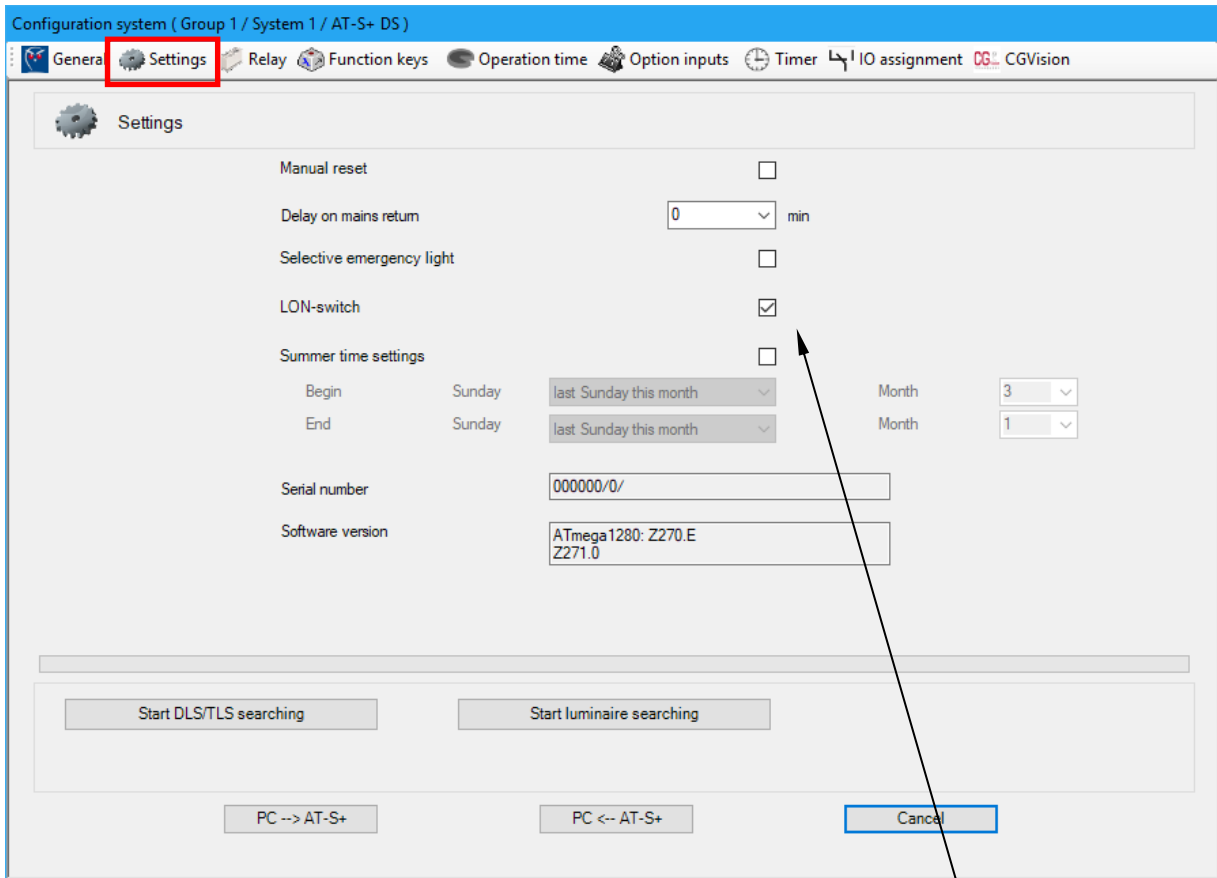 Configuration system ( Group 1 / System 1 / AT-S+ DS )
General Settings Relay Function keys Operation time Option inputs Timer IO assignment CG CGVision
Settings
Manual reset
Delay on mains return 0 min
Selective emergency light
LON-switch
Summer time settings
Begin Sunday last Sunday this month Month 3
End Sunday last Sunday this month Month 1
Serial number 000000/0/
Software version ATmega1280: Z270.E
Z271.0
Start DLS/TLS searching Start luminaire searching
PC --> AT-S+ PC <-- AT-S+ Cancel